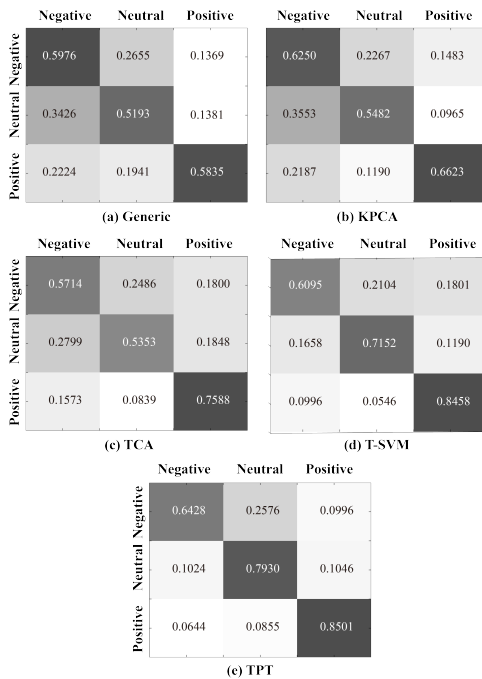 Negative Neutral Positive Negative Neutral Positive
Negative 0.5976 0.2655 0.1369 0.6250 0.2267 0.1483
Neutral 0.3426 0.5193 0.1381 0.3553 0.5482 0.0965
Positive 0.2224 0.1941 0.5835 0.2187 0.1190 0.6623
(a) Generic (b) KPCA
Negative Neutral Positive Negative Neutral Positive
Negative 0.5714 0.2486 0.1800 0.6095 0.2104 0.1801
Neutral 0.2799 0.5353 0.1848 0.1658 0.7152 0.1190
Positive 0.1573 0.0839 0.7588 0.0996 0.0546 0.8458
(c) TCA (d) T-SVM
Negative Neutral Positive
Negative 0.6428 0.2576 0.0996
Neutral 0.1024 0.7930 0.1046
Positive 0.0644 0.0855 0.8501
(e) TPT